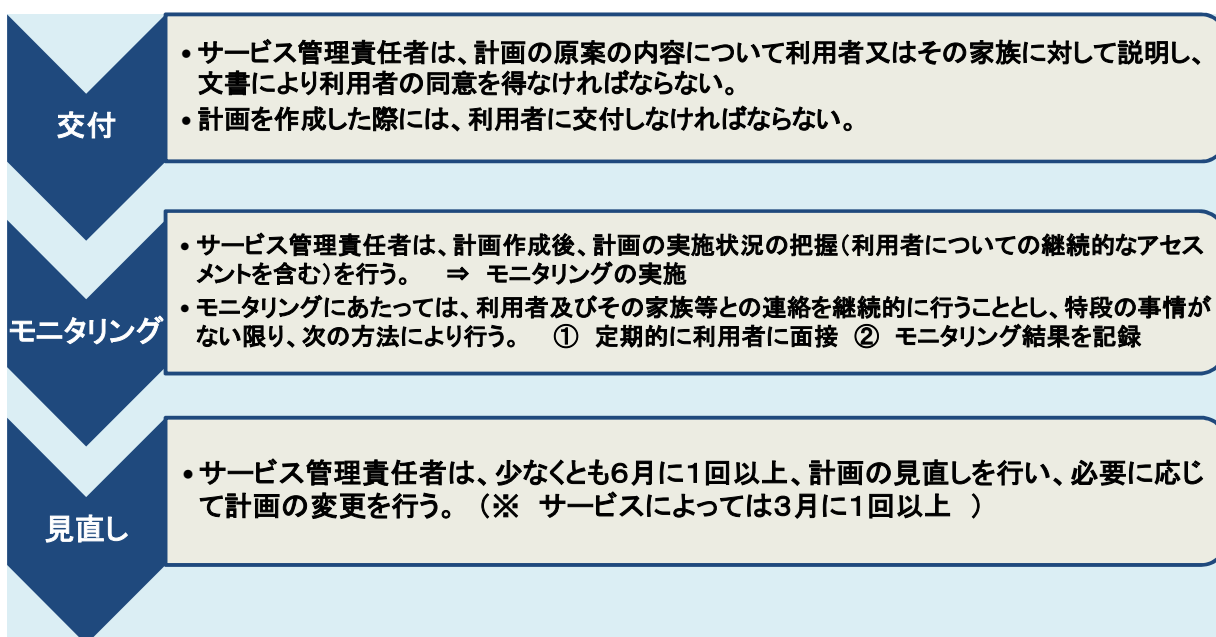 交付
• サービス管理責任者は、計画の原案の内容について利用者又はその家族に対して説明し、
文書により利用者の同意を得なければならない。
• 計画を作成した際には、利用者に交付しなければならない。
モニタリング
• サービス管理責任者は、計画作成後、計画の実施状況の把握(利用者についての継続的なアセス
メントを含む)を行う。　⇒　モニタリングの実施
• モニタリングにあたっては、利用者及びその家族等との連絡を継続的に行うこととし、特段の事情が
ない限り、次の方法により行う。　①　定期的に利用者に面接　②　モニタリング結果を記録
見直し
• サービス管理責任者は、少なくとも6月に1回以上、計画の見直しを行い、必要に応じ
て計画の変更を行う。（※　サービスによっては3月に1回以上　）